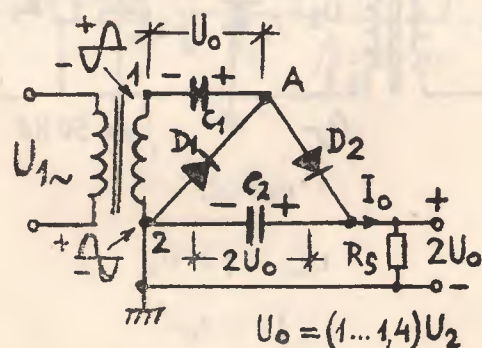 +
-
U₀
1
- +
C₁
A
U₁~
D1
D2
C2
- +
I₀
+
+
-
2
2U₀
R5
2U₀
-
U₀ = (1...1,4) U₂